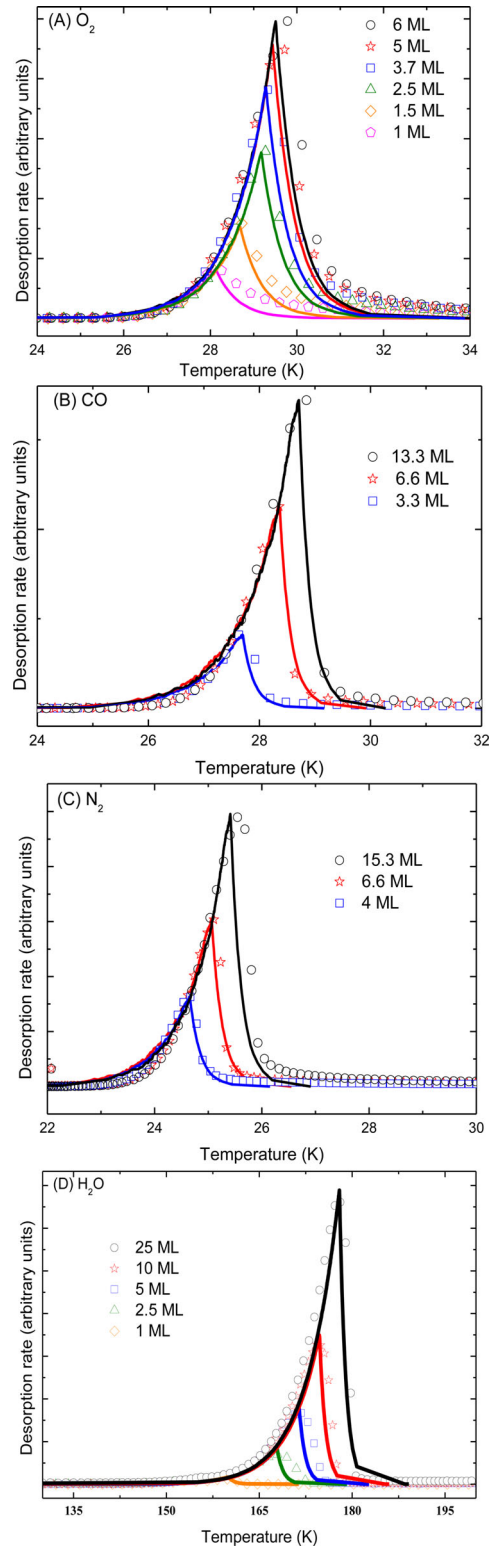 (A) O₂
6 ML
5 ML
3.7 ML
2.5 ML
1.5 ML
1 ML
Desorption rate (arbitrary units)
24 26 28 30 32 34
Temperature (K)
(B) CO
13.3 ML
6.6 ML
3.3 ML
Desorption rate (arbitrary units)
24 26 28 30 32
Temperature (K)
(C) N₂
15.3 ML
6.6 ML
4 ML
Desorption rate (arbitrary units)
22 24 26 28 30
Temperature (K)
(D) H₂O
25 ML
10 ML
5 ML
2.5 ML
1 ML
Desorption rate (arbitrary units)
135 150 165 180 195
Temperature (K)